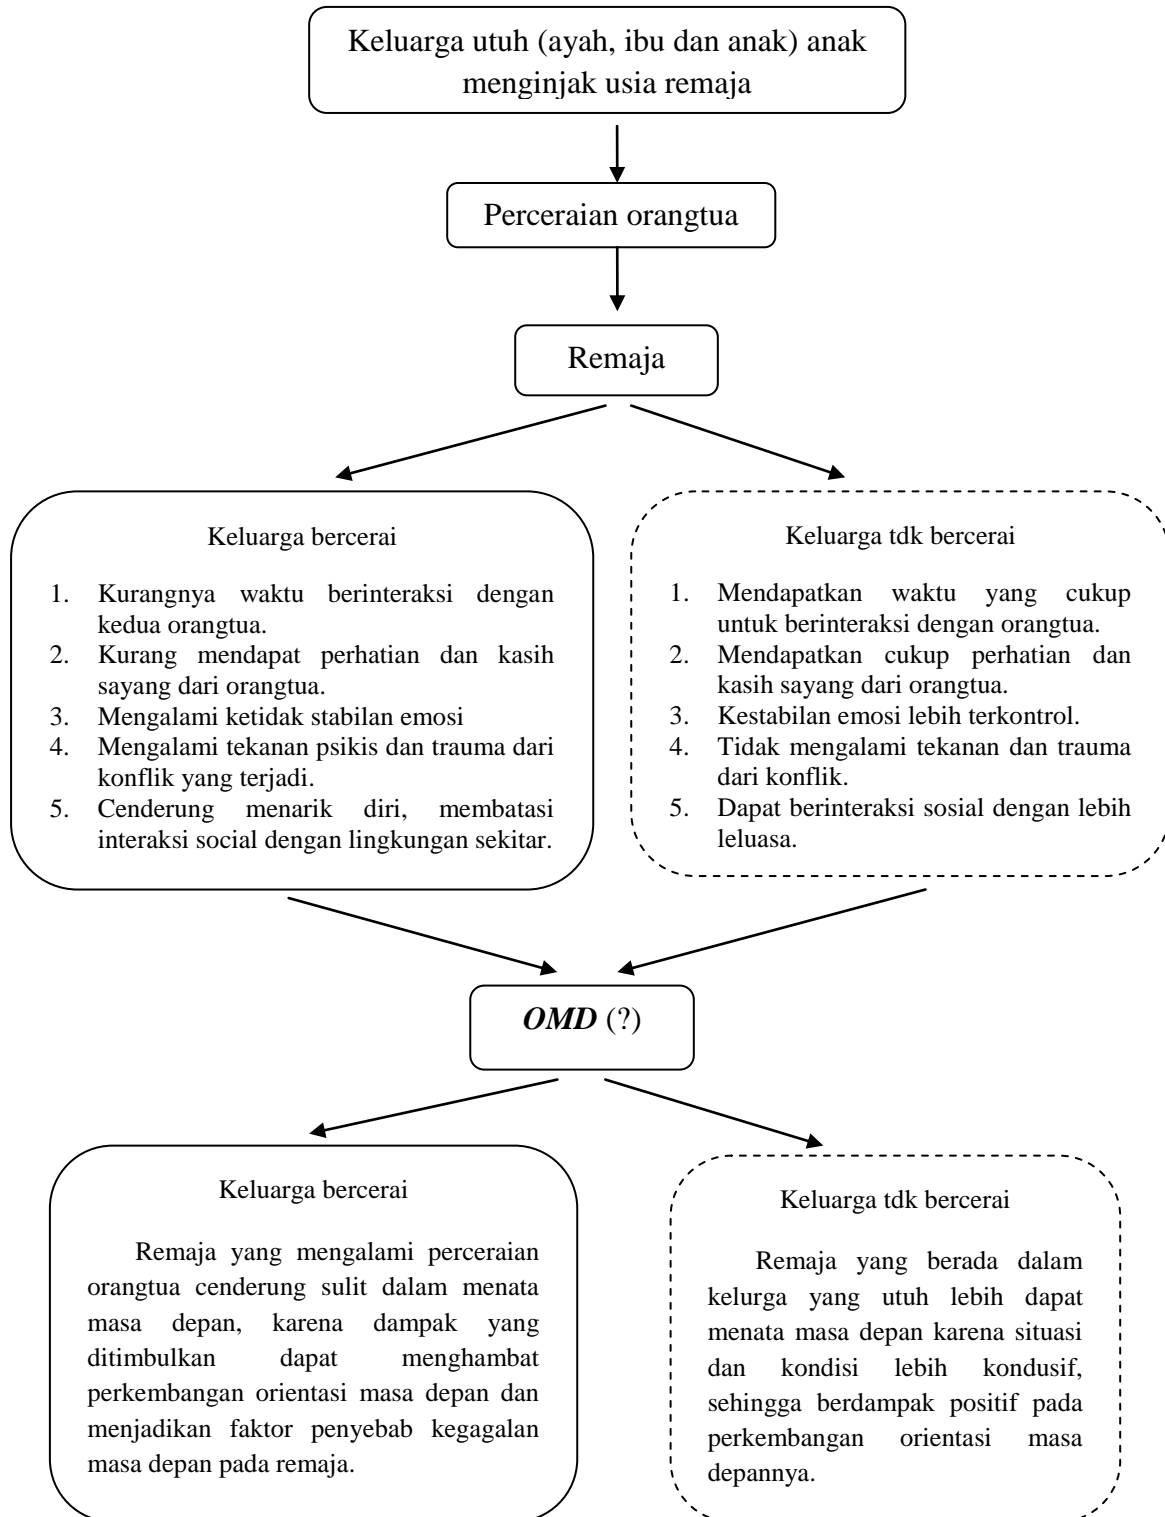 Keluarga utuh (ayah, ibu dan anak) anak
menginjak usia remaja
Perceraian orangtua
Remaja
Keluarga bercerai
1. Kurangnya waktu berinteraksi dengan
kedua orangtua.
2. Kurang mendapat perhatian dan kasih
sayang dari orangtua.
3. Mengalami ketidak stabilan emosi
4. Mengalami tekanan psikis dan trauma dari
konflik yang terjadi.
5. Cenderung menarik diri, membatasi
interaksi social dengan lingkungan sekitar.
Keluarga tdk bercerai
1. Mendapatkan waktu yang cukup
untuk berinteraksi dengan orangtua.
2. Mendapatkan cukup perhatian dan
kasih sayang dari orangtua.
3. Kestabilan emosi lebih terkontrol.
4. Tidak mengalami tekanan dan trauma
dari konflik.
5. Dapat berinteraksi sosial dengan lebih
leluasa.
OMD (?)
Keluarga bercerai
Remaja yang mengalami perceraian
orangtua cenderung sulit dalam menata
masa depan, karena dampak yang
ditimbulkan dapat menghambat
perkembangan orientasi masa depan dan
menjadikan faktor penyebab kegagalan
masa depan pada remaja.
Keluarga tdk bercerai
Remaja yang berada dalam
kelurga yang utuh lebih dapat
menata masa depan karena situasi
dan kondisi lebih kondusif,
sehingga berdampak positif pada
perkembangan orientasi masa
depannya.